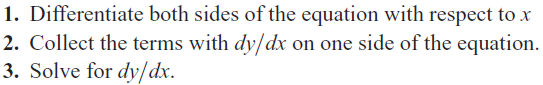 1. Differentiate both sides of the equation with respect to x
2. Collect the terms with dy/dx on one side of the equation.
3. Solve for dy/dx.